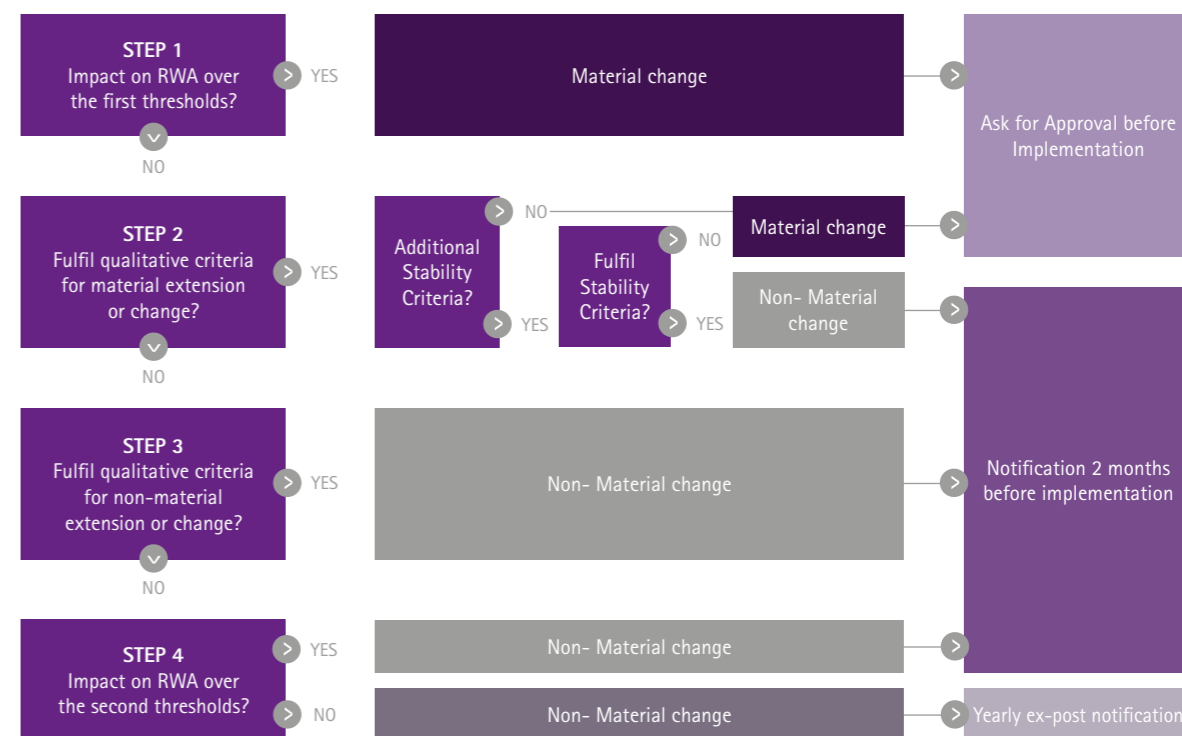 STEP 1
Impact on RWA over
the first thresholds?
YES
Material change
Ask for Approval before
Implementation
NO
STEP 2
Fulfil qualitative criteria
for material extension
or change?
YES
Additional
Stability
Criteria?
NO
YES
Fulfil
Stability
Criteria?
NO
YES
Material change
Non- Material
change
NO
STEP 3
Fulfil qualitative criteria
for non-material
extension or change?
YES
Non- Material change
Notification 2 months
before implementation
NO
STEP 4
Impact on RWA over
the second thresholds?
YES
Non- Material change
NO
Non- Material change
Yearly ex-post notification